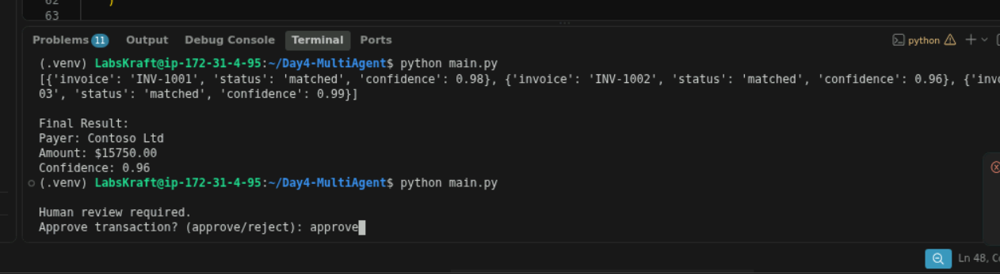 62 )
63
Problems 11 Output Debug Console Terminal Ports python
(.venv) LabsKraft@ip-172-31-4-95:~/Day4-MultiAgent$ python main.py
[{'invoice': 'INV-1001', 'status': 'matched', 'confidence': 0.98}, {'invoice': 'INV-1002', 'status': 'matched', 'confidence': 0.96}, {'inv
03', 'status': 'matched', 'confidence': 0.99}]
Final Result:
Payer: Contoso Ltd
Amount: $15750.00
Confidence: 0.96
(.venv) LabsKraft@ip-172-31-4-95:~/Day4-MultiAgent$ python main.py
Human review required.
Approve transaction? (approve/reject): approve
Ln 48, C